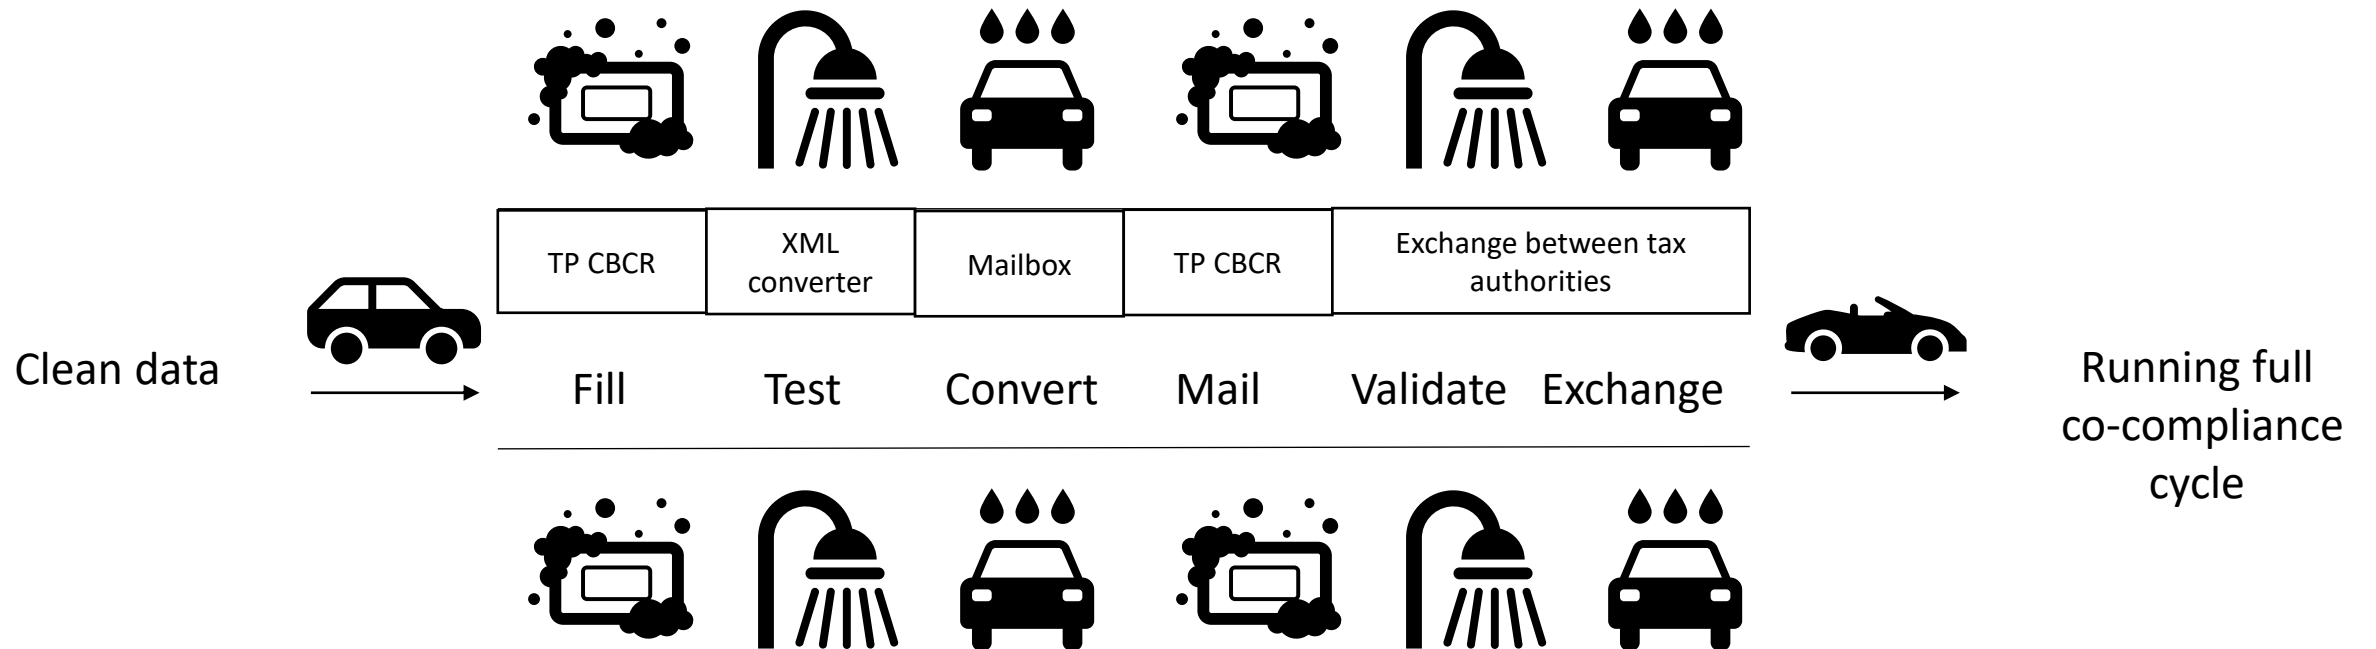 TP CBCR
XML
converter
Mailbox
TP CBCR
Exchange between tax
authorities
Clean data
Fill
Test
Convert
Mail
Validate
Exchange
Running full
co-compliance
cycle